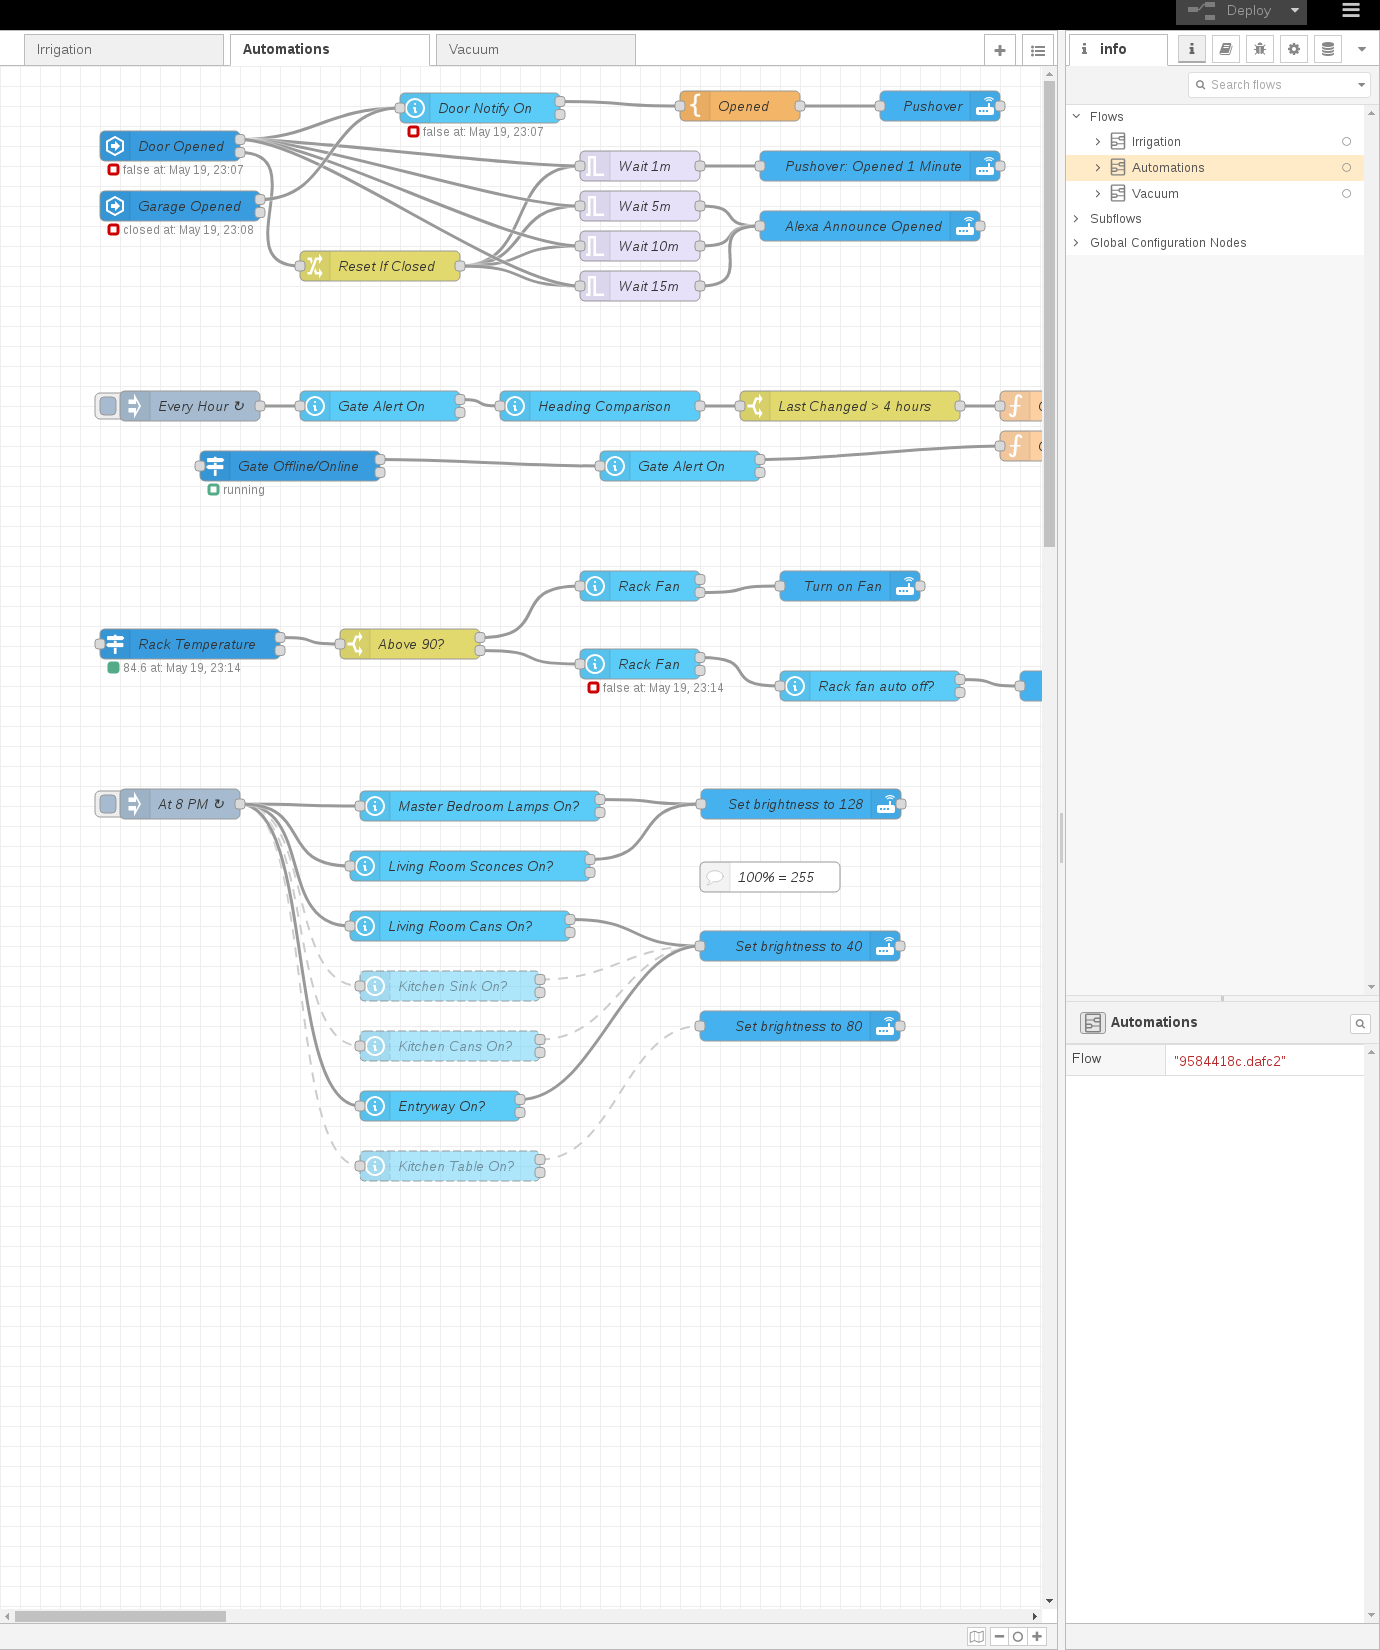 Deploy
Irrigation
Automations
Vacuum
info
Search flows
Flows
Irrigation
Automations
Vacuum
Subflows
Global Configuration Nodes
Door Notify On
false at: May 19, 23:07
Opened
Pushover
Door Opened
false at: May 19, 23:07
Wait 1m
Pushover: Opened 1 Minute
Garage Opened
closed at: May 19, 23:08
Wait 5m
Alexa Announce Opened
Wait 10m
Reset If Closed
Wait 15m
Every Hour ↻
Gate Alert On
Heading Comparison
Last Changed > 4 hours
Gate Offline/Online
running
Gate Alert On
Rack Fan
Turn on Fan
Rack Temperature
84.6 at: May 19, 23:14
Above 90?
Rack Fan
false at: May 19, 23:14
Rack fan auto off?
At 8 PM ↻
Master Bedroom Lamps On?
Set brightness to 128
Living Room Sconces On?
100% = 255
Living Room Cans On?
Set brightness to 40
Kitchen Sink On?
Set brightness to 80
Kitchen Cans On?
Entryway On?
Kitchen Table On?
Automations
Flow
"9584418c.dafc2"